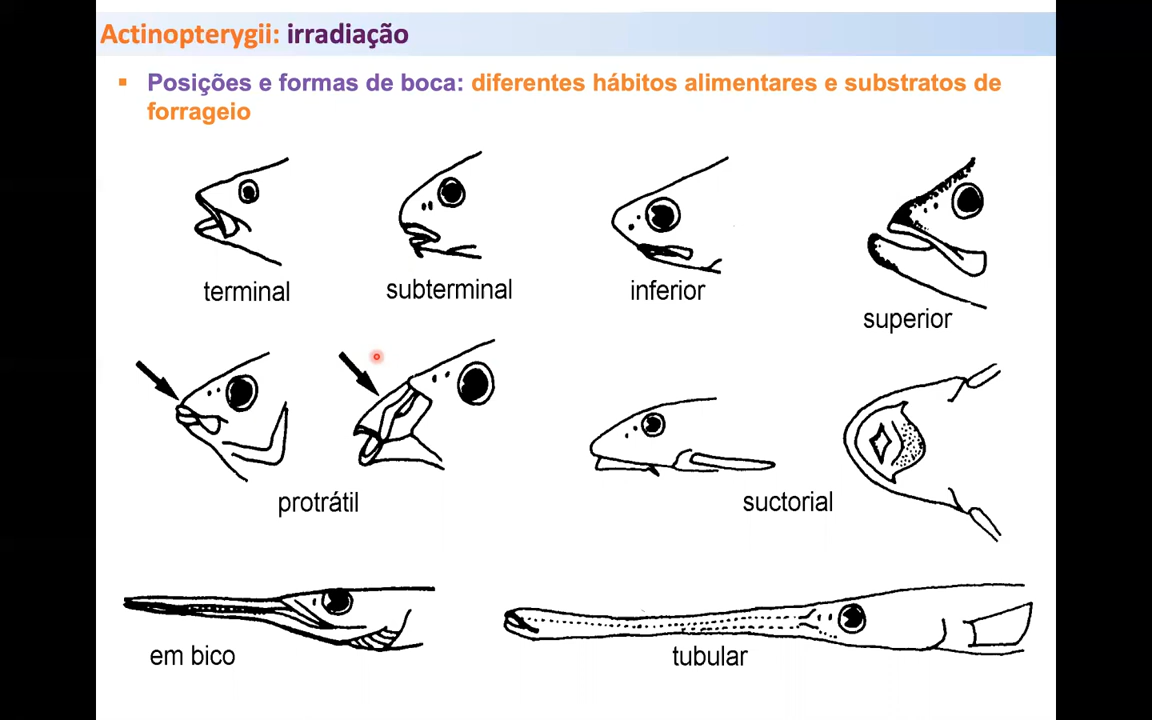 Actinopterygii: irradiação
▪ Posições e formas de boca: diferentes hábitos alimentares e substratos de
forrageio
terminal
subterminal
inferior
superior
protrátil
suctorial
em bico
tubular